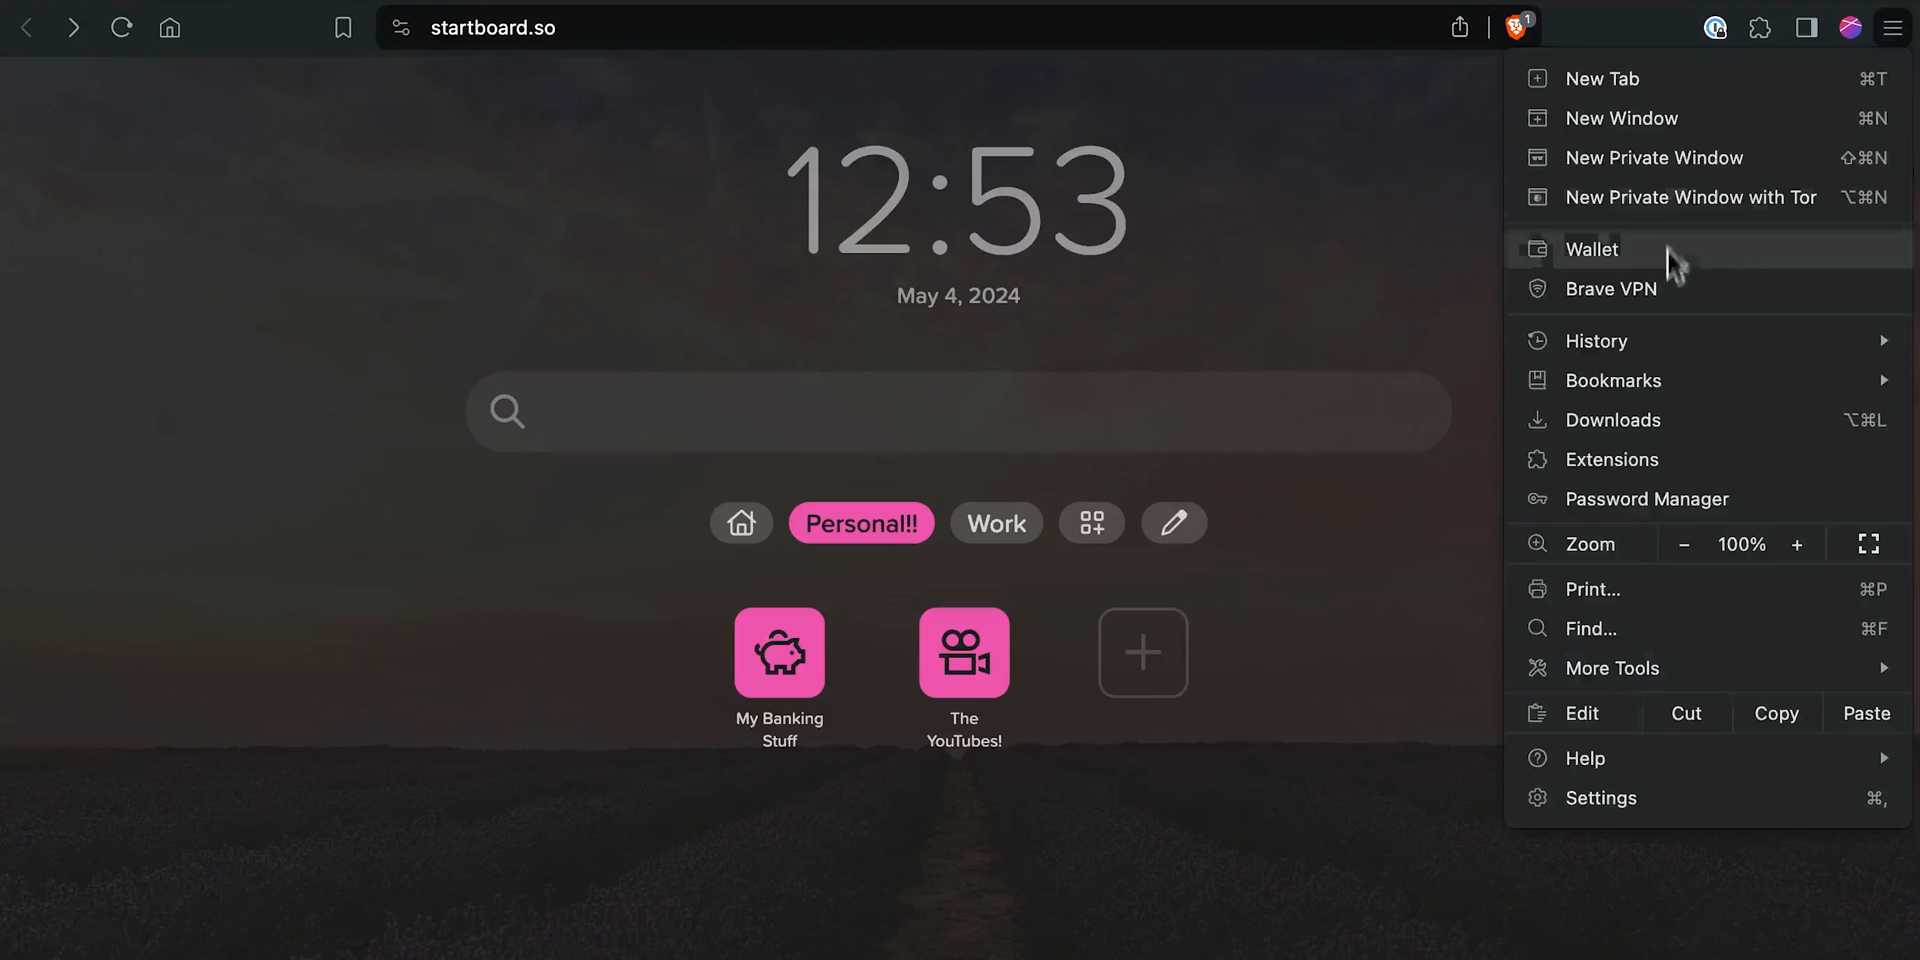 startboard.so
1
New Tab ⌘T
New Window ⌘N
New Private Window ⇧⌘N
New Private Window with Tor ⌥⌘N
Wallet
Brave VPN
History
Bookmarks
Downloads ⌥⌘L
Extensions
Password Manager
Zoom − 100% +
Print... ⌘P
Find... ⌘F
More Tools
Edit Cut Copy Paste
Help
Settings ⌘,
12:53
May 4, 2024
Personal!! Work
My Banking
Stuff
The
YouTubes!